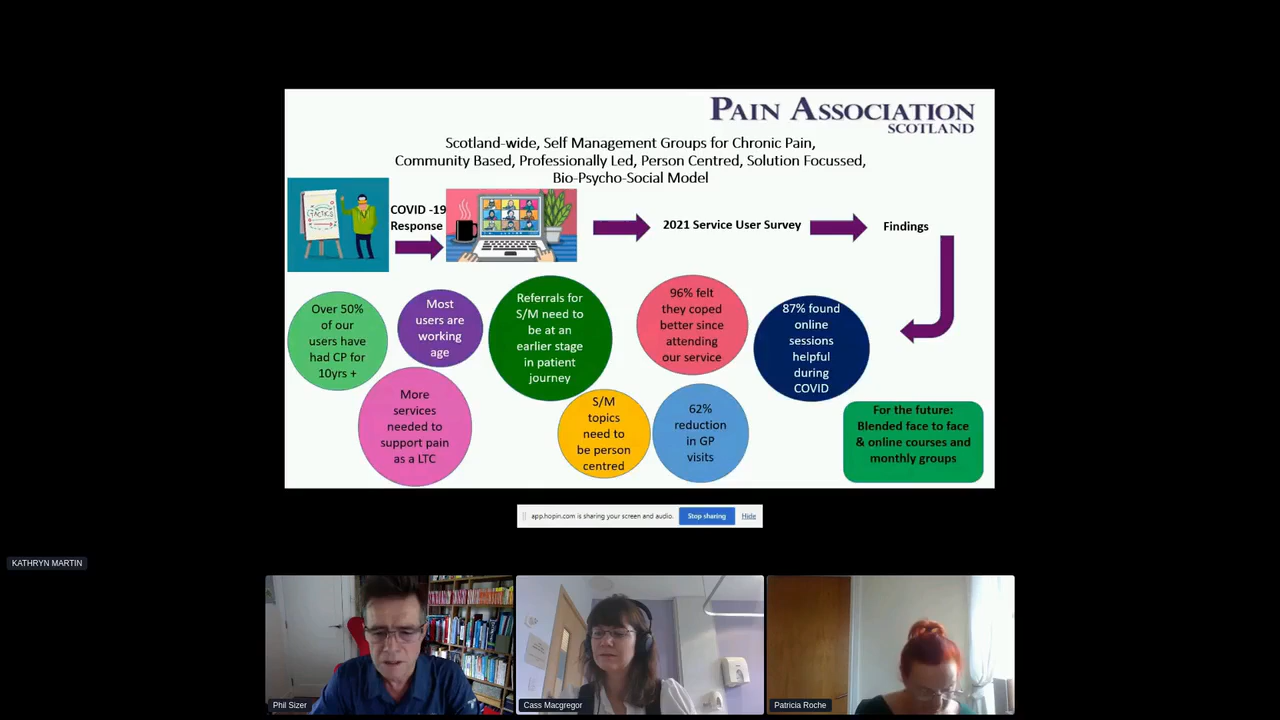 PAIN ASSOCIATION
SCOTLAND
Scotland-wide, Self Management Groups for Chronic Pain,
Community Based, Professionally Led, Person Centred, Solution Focussed,
Bio-Psycho-Social Model
TACTICS
COVID -19
Response
2021 Service User Survey
Findings
Over 50%
of our
users have
had CP for
10yrs +
Most
users are
working
age
Referrals for
S/M need to
be at an
earlier stage
in patient
journey
96% felt
they coped
better since
attending
our service
87% found
online
sessions
helpful
during
COVID
More
services
needed to
support pain
as a LTC
S/M
topics
need to
be person
centred
62%
reduction
in GP
visits
For the future:
Blended face to face
& online courses and
monthly groups
app.hopin.com is sharing your screen and audio.
Stop sharing
Hide
KATHRYN MARTIN
Phil Sizer
Cass Macgregor
Patricia Roche